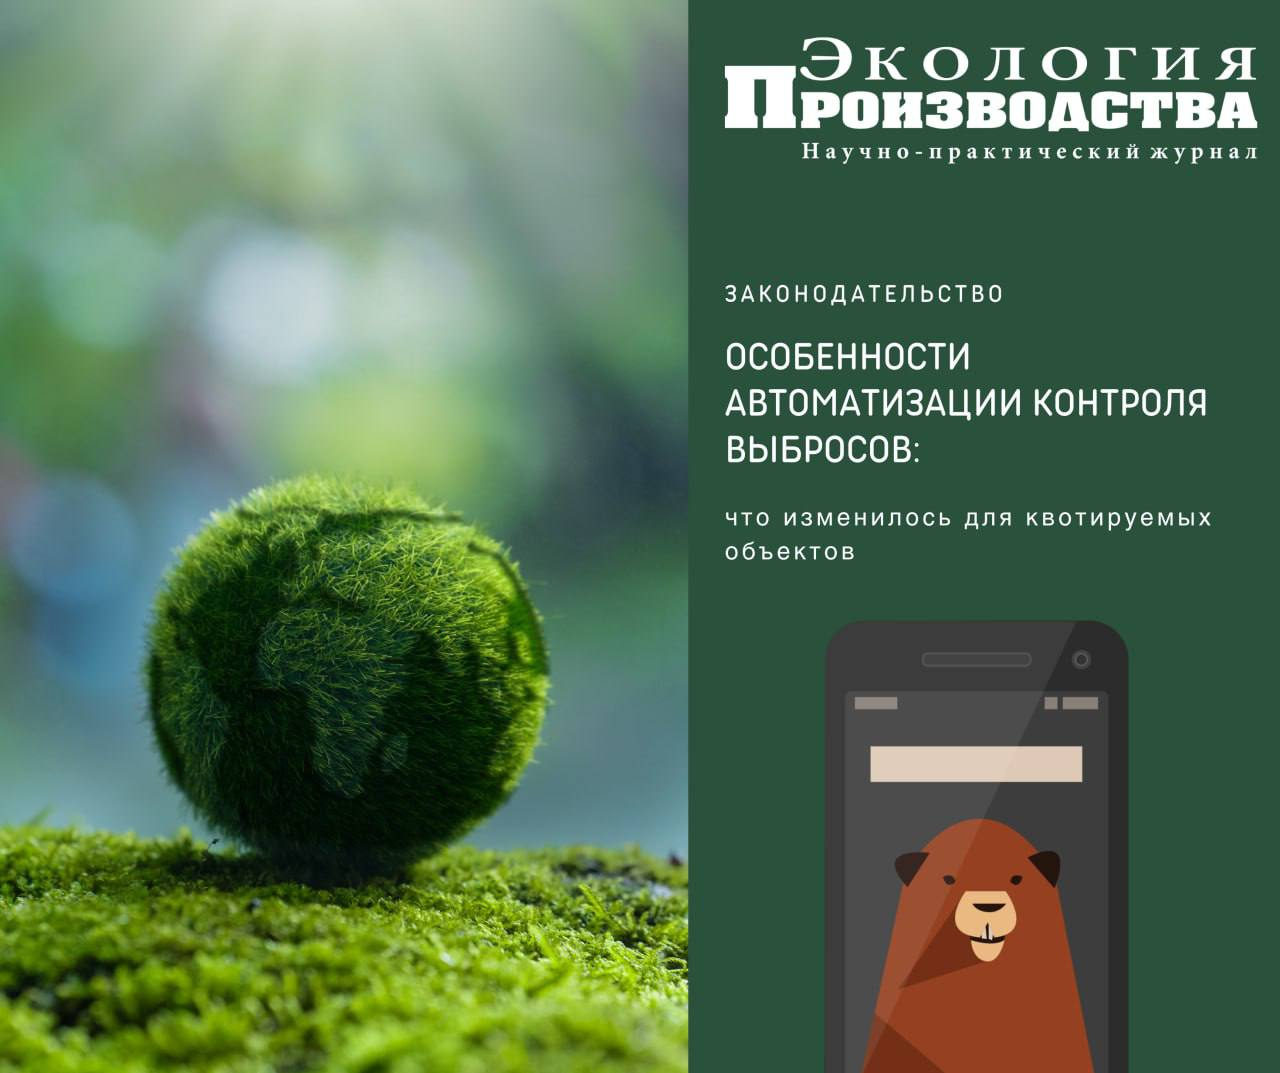 Экология
Производства
Научно-практический журнал
ЗАКОНОДАТЕЛЬСТВО
ОСОБЕННОСТИ
АВТОМАТИЗАЦИИ КОНТРОЛЯ
ВЫБРОСОВ:
что изменилось для квотируемых
объектов